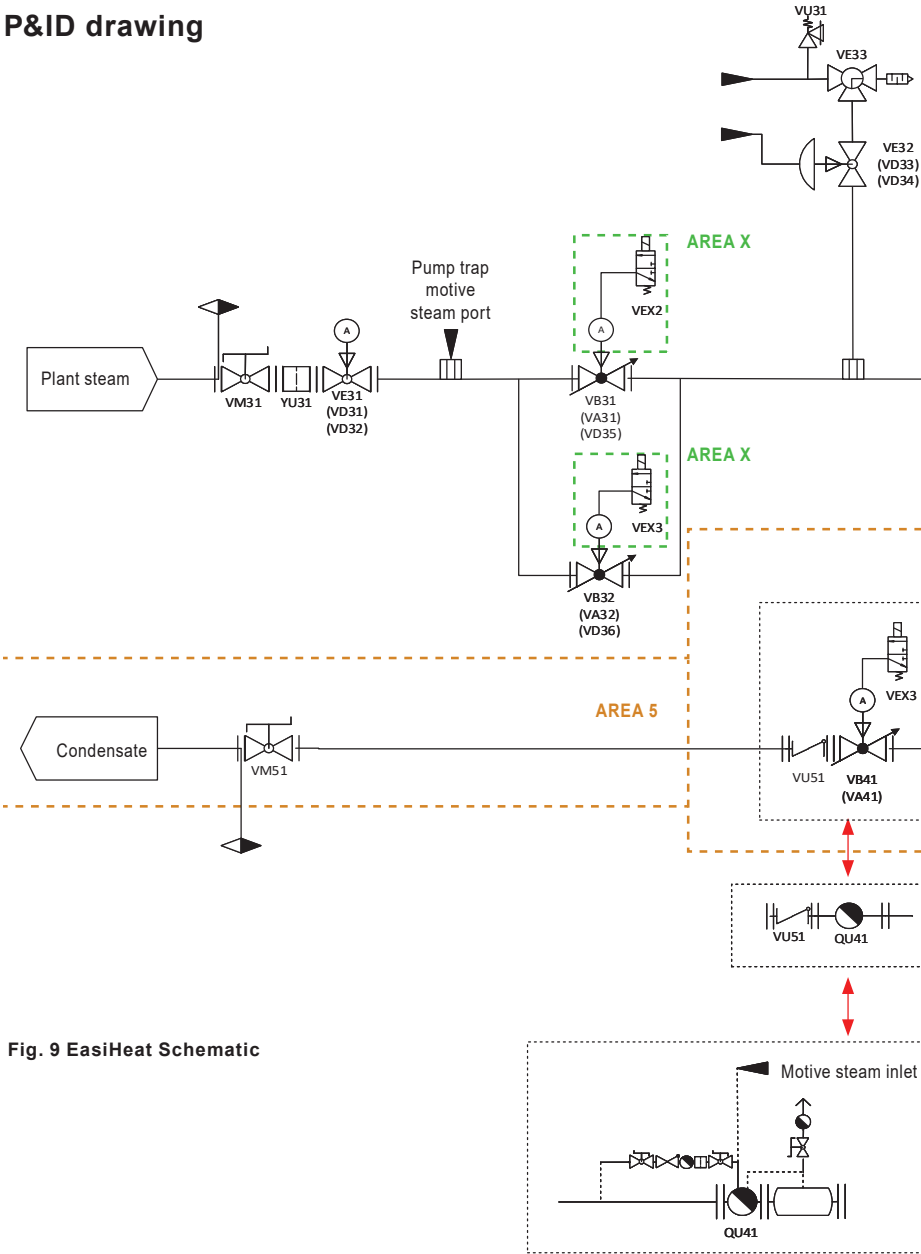 P&ID drawing
VU31
VE33
VE32
(VD33)
(VD34)
AREA X
Pump trap
motive
steam port
VEX2
A
A
Plant steam
VM31
YU31
VE31
(VD31)
(VD32)
VB31
(VA31)
(VD35)
AREA X
VEX3
A
VB32
(VA32)
(VD36)
VEX3
A
AREA 5
Condensate
VM51
VU51
VB41
(VA41)
VU51
QU41
Fig. 9 EasiHeat Schematic
Motive steam inlet
QU41